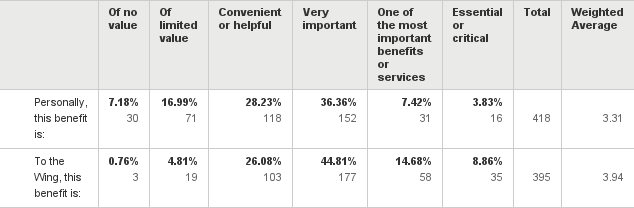 Of no value Of limited value Convenient or helpful Very important One of the most important benefits or services Essential or critical Total Weighted Average
Personally, this benefit is: 7.18% 30 16.99% 71 28.23% 118 36.36% 152 7.42% 31 3.83% 16 418 3.31
To the Wing, this benefit is: 0.76% 3 4.81% 19 26.08% 103 44.81% 177 14.68% 58 8.86% 35 395 3.94